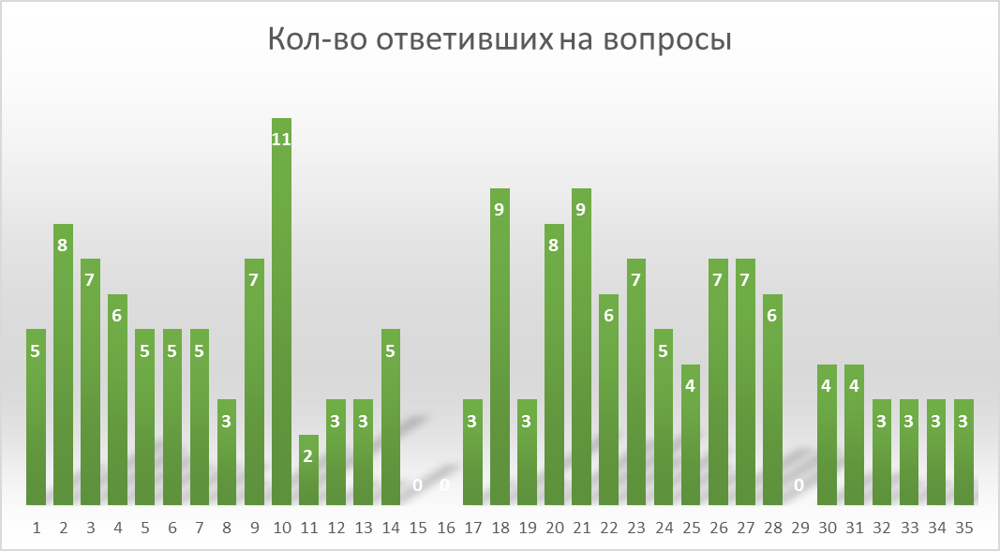 Кол-во ответивших на вопросы
5 8 7 6 5 5 5 3 7 11 2 3 3 5 0 0 3 9 3 8 9 6 7 5 4 7 7 6 0 4 4 3 3 3 3
1 2 3 4 5 6 7 8 9 10 11 12 13 14 15 16 17 18 19 20 21 22 23 24 25 26 27 28 29 30 31 32 33 34 35